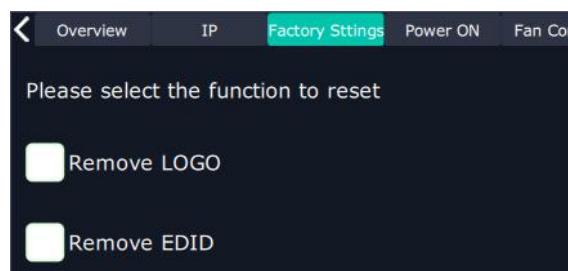 Overview IP Factory Sttings Power ON Fan Co
Please select the function to reset
Remove LOGO
Remove EDID